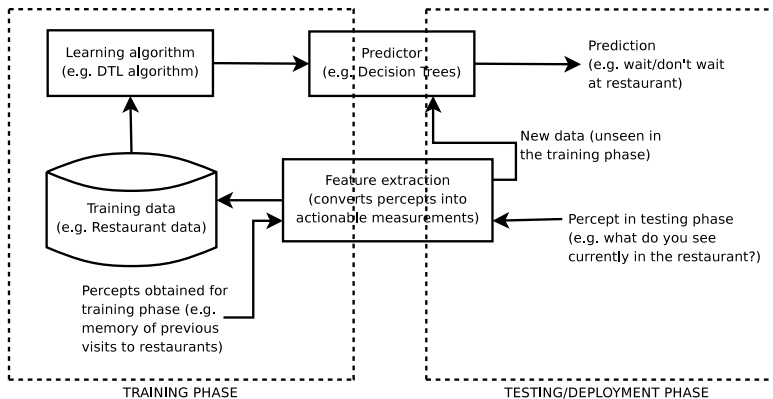 Learning algorithm
(e.g. DTL algorithm)
Predictor
(e.g. Decision Trees)
Prediction
(e.g. wait/don't wait
at restaurant)
New data (unseen in
the training phase)
Training data
(e.g. Restaurant data)
Feature extraction
(converts percepts into
actionable measurements)
Percept in testing phase
(e.g. what do you see
currently in the restaurant?)
Percepts obtained for
training phase (e.g.
memory of previous
visits to restaurants)
TRAINING PHASE
TESTING/DEPLOYMENT PHASE